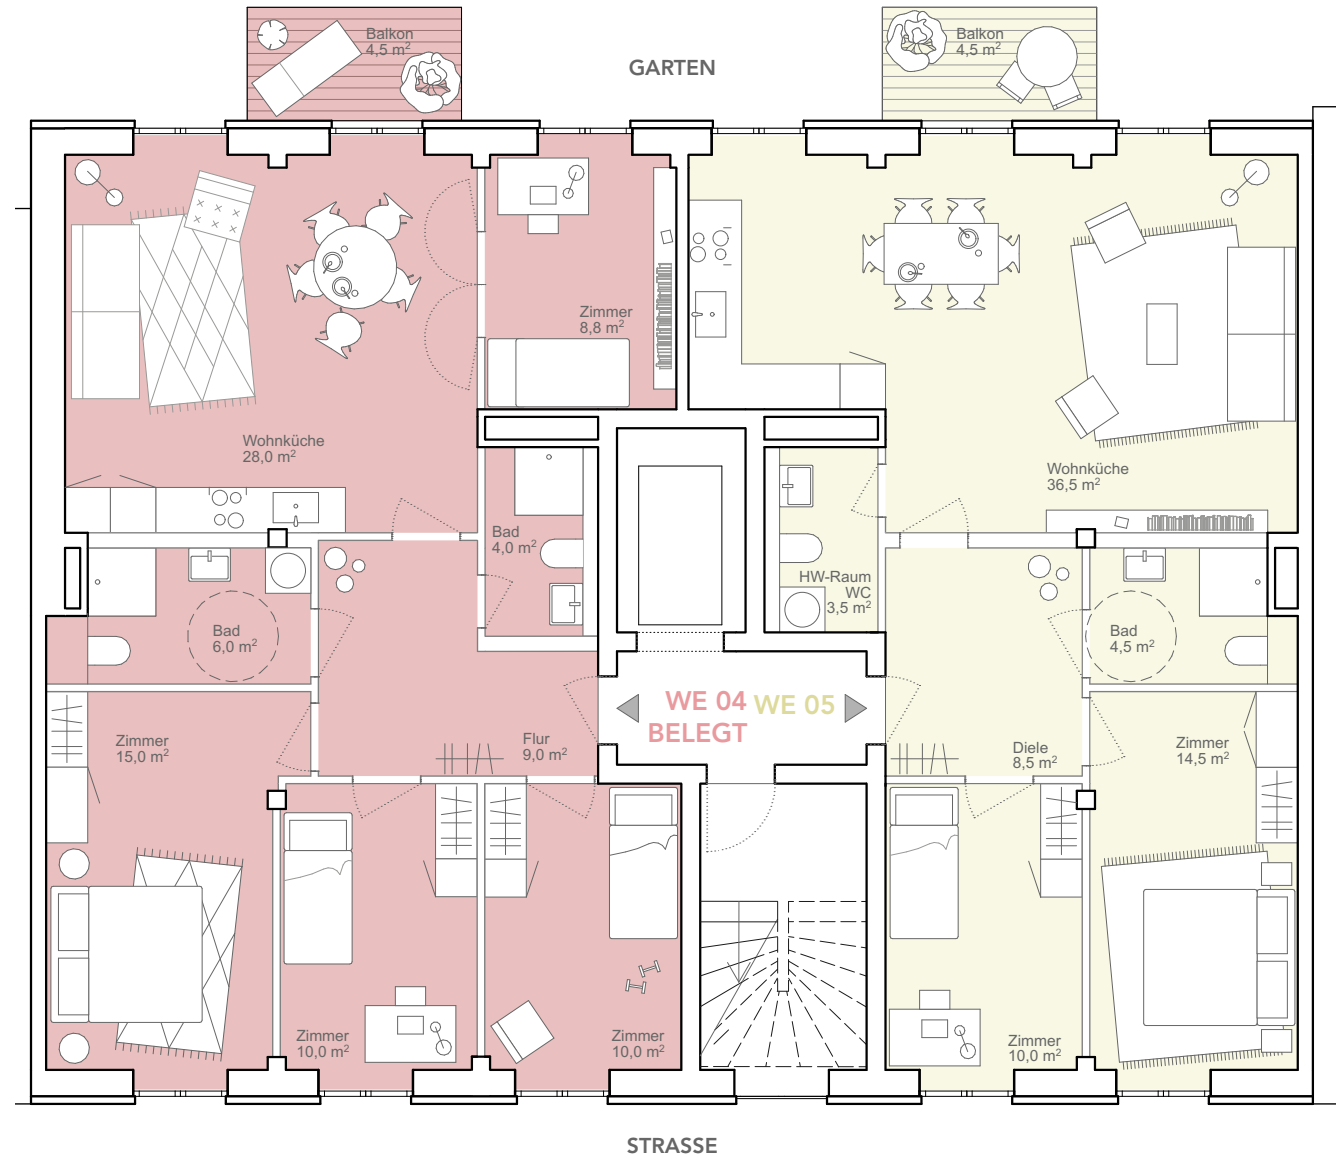 Balkon
4,5 m²
Balkon
4,5 m²
GARTEN
Zimmer
8,8 m²
Wohnküche
28,0 m²
Wohnküche
36,5 m²
Bad
4,0 m²
HW-Raum
WC
3,5 m²
Bad
6,0 m²
Bad
4,5 m²
WE 04
BELEGT
WE 05
Zimmer
15,0 m²
Flur
9,0 m²
Diele
8,5 m²
Zimmer
14,5 m²
Zimmer
10,0 m²
Zimmer
10,0 m²
Zimmer
10,0 m²
STRASSE